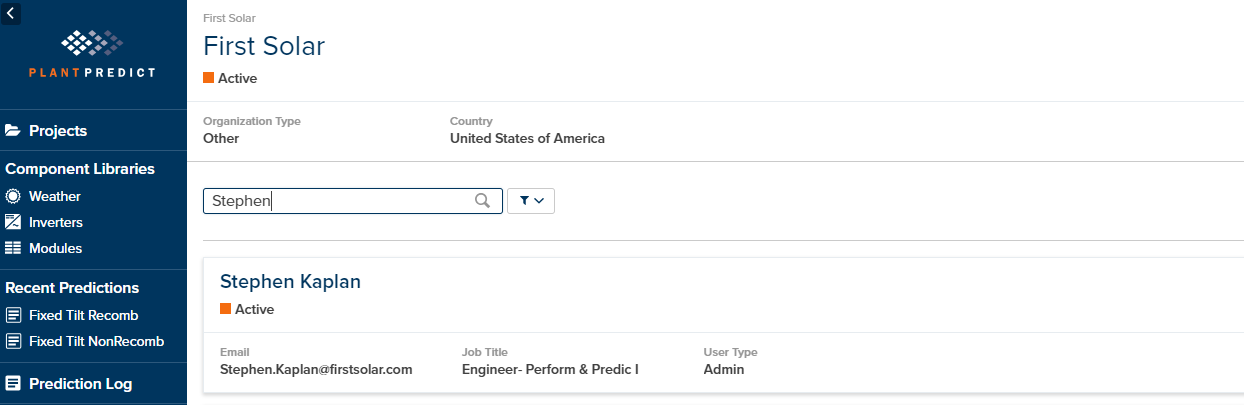 PLANTPREDICT
Projects
Component Libraries
Weather
Inverters
Modules
Recent Predictions
Fixed Tilt Recomb
Fixed Tilt NonRecomb
Prediction Log
First Solar
First Solar
Active
Organization Type Country
Other United States of America
Stephen
Stephen Kaplan
Active
Email Job Title User Type
Stephen.Kaplan@firstsolar.com Engineer- Perform & Predic I Admin